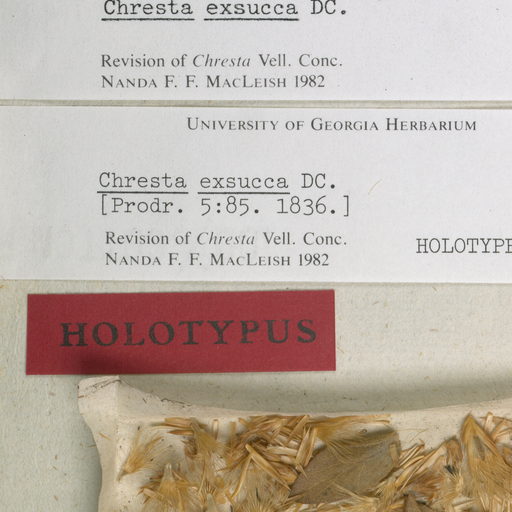 Chresta exsucca DC.
Revision of Chresta Vell. Conc.
NANDA F. F. MACLEISH 1982
UNIVERSITY OF GEORGIA HERBARIUM
Chresta exsucca DC.
[Prodr. 5:85. 1836.]
Revision of Chresta Vell. Conc.
NANDA F. F. MACLEISH 1982
HOLOTYPE
HOLOTYPUS